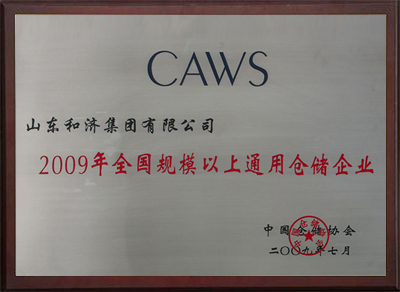 CAWS
山东和济集团有限公司
2009年全国规模以上通用仓储企业
中国仓储协会
二〇〇九年七月